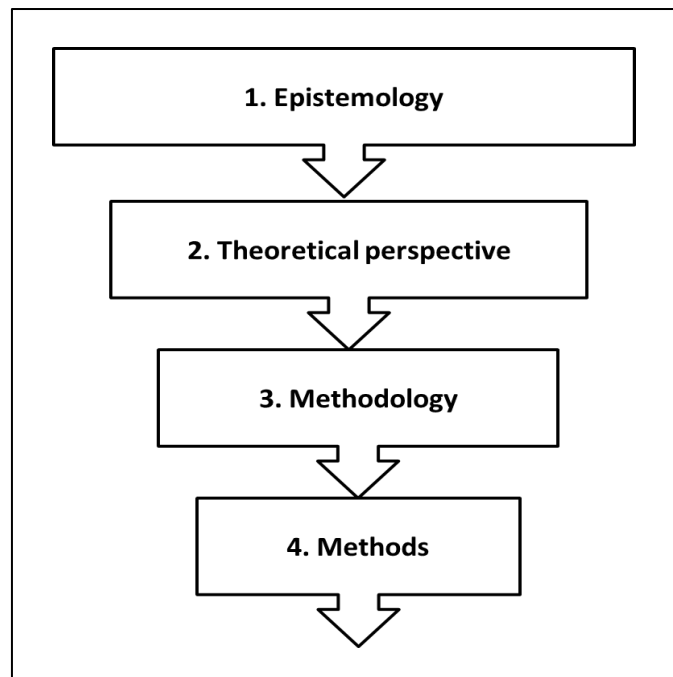 1. Epistemology
2. Theoretical perspective
3. Methodology
4. Methods